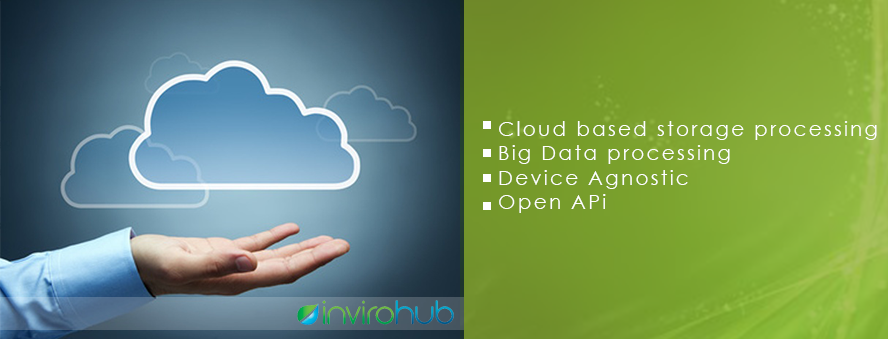 invirohub
Cloud based storage processing
Big Data processing
Device Agnostic
Open APi